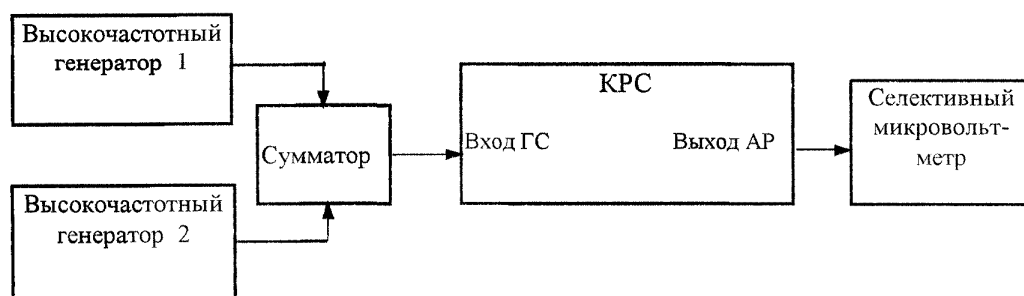 Высокочастотный
генератор 1
Сумматор
Высокочастотный
генератор 2
КРС
Вход ГС
Выход АР
Селективный
микровольт-
метр